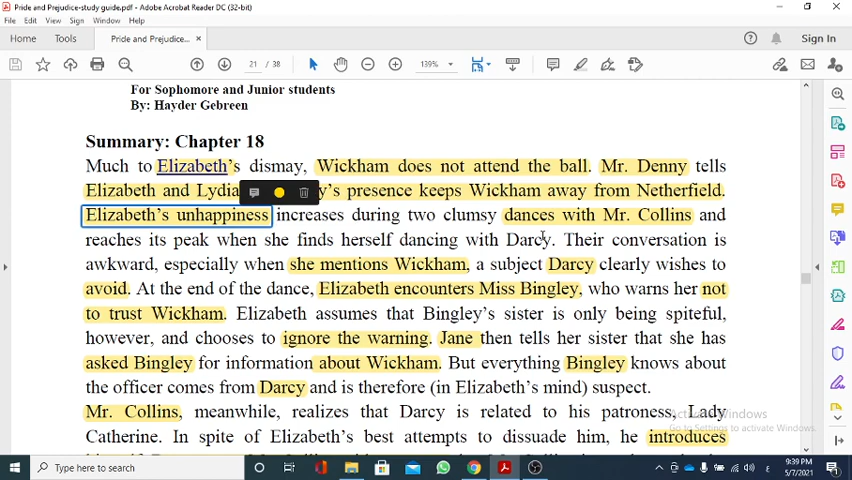 Pride and Prejudice-study guide.pdf - Adobe Acrobat Reader DC (32-bit)
File Edit View Sign Window Help
Home Tools Pride and Prejudice-... × Sign In
21 / 38 139%
For Sophomore and Junior students
By: Hayder Gebreen
Summary: Chapter 18
Much to Elizabeth's dismay, Wickham does not attend the ball. Mr. Denny tells
Elizabeth and Lydia y's presence keeps Wickham away from Netherfield.
Elizabeth's unhappiness increases during two clumsy dances with Mr. Collins and
reaches its peak when she finds herself dancing with Darcy. Their conversation is
awkward, especially when she mentions Wickham, a subject Darcy clearly wishes to
avoid. At the end of the dance, Elizabeth encounters Miss Bingley, who warns her not
to trust Wickham. Elizabeth assumes that Bingley's sister is only being spiteful,
however, and chooses to ignore the warning. Jane then tells her sister that she has
asked Bingley for information about Wickham. But everything Bingley knows about
the officer comes from Darcy and is therefore (in Elizabeth's mind) suspect.
Mr. Collins, meanwhile, realizes that Darcy is related to his patroness, Lady
Catherine. In spite of Elizabeth's best attempts to dissuade him, he introduces
Activate Windows
Go to Settings to activate Windows.
Type here to search
9:39 PM
5/7/2021